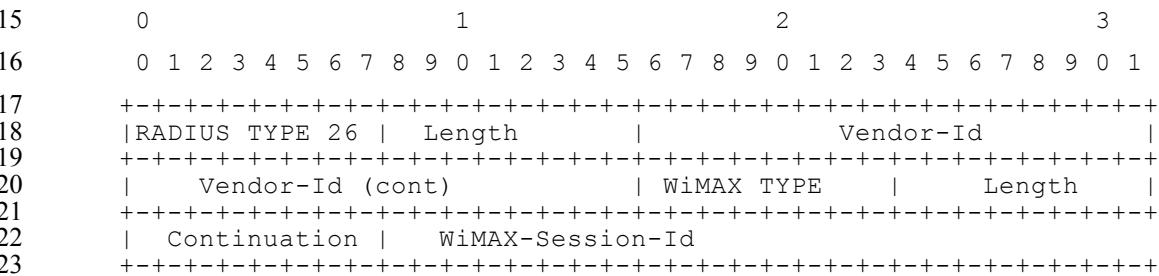 15 0                   1                   2                   3
16 0 1 2 3 4 5 6 7 8 9 0 1 2 3 4 5 6 7 8 9 0 1 2 3 4 5 6 7 8 9 0 1
17 +-+-+-+-+-+-+-+-+-+-+-+-+-+-+-+-+-+-+-+-+-+-+-+-+-+-+-+-+-+-+-+-+
18 |RADIUS TYPE 26 |  Length       |            Vendor-Id          |
19 +-+-+-+-+-+-+-+-+-+-+-+-+-+-+-+-+-+-+-+-+-+-+-+-+-+-+-+-+-+-+-+-+
20 |    Vendor-Id (cont)           | WiMAX TYPE    |     Length    |
21 +-+-+-+-+-+-+-+-+-+-+-+-+-+-+-+-+-+-+-+-+-+-+-+-+-+-+-+-+-+-+-+-+
22 |  Continuation |   WiMAX-Session-Id
23 +-+-+-+-+-+-+-+-+-+-+-+-+-+-+-+-+-+-+-+-+-+-+-+-+-+-+-+-+-+-+-+-+